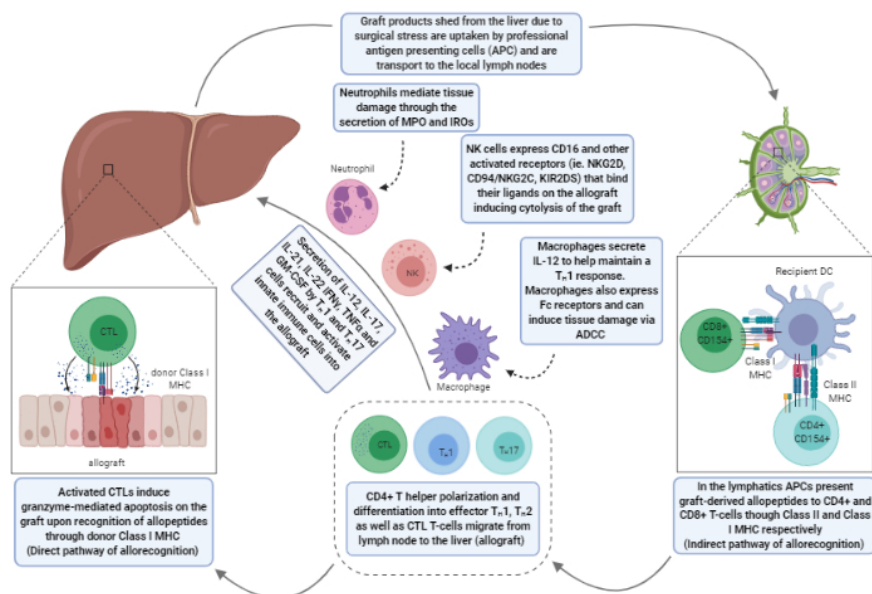 Graft products shed from the liver due to
surgical stress are uptaken by professional
antigen presenting cells (APC) and are
transport to the local lymph nodes
Neutrophils mediate tissue
damage through the
secretion of MPO and IROs
Neutrophil
NK cells express CD16 and other
activated receptors (ie. NKG2D,
CD94/NKG2C, KIR2DS) that bind
their ligands on the allograft
inducing cytolysis of the graft
NK
Secretion of IL-12, IL-17,
IL-21, IL-22 IFNγ, TNFα and
GM-CSF by TH1 and TH17
cells recruit and activate
innate immune cells into
the allograft
Macrophages secrete
IL-12 to help maintain a
TH1 response.
Macrophages also express
Fc receptors and can
induce tissue damage via
ADCC
Macrophage
CTL
donor Class I
MHC
allograft
Recipient DC
CD8+
CD154+
Class I
MHC
Class II
MHC
CD4+
CD154+
CTL
TH1
TH17
CD4+ T helper polarization and
differentiation into effector TH1, TH2
as well as CTL T-cells migrate from
lymph node to the liver (allograft)
Activated CTLs induce
granzyme-mediated apoptosis on the
graft upon recognition of allopeptides
through donor Class I MHC
(Direct pathway of allorecognition)
In the lymphatics APCs present
graft-derived allopeptides to CD4+ and
CD8+ T-cells though Class II and Class
I MHC respectively
(Indirect pathway of allorecognition)